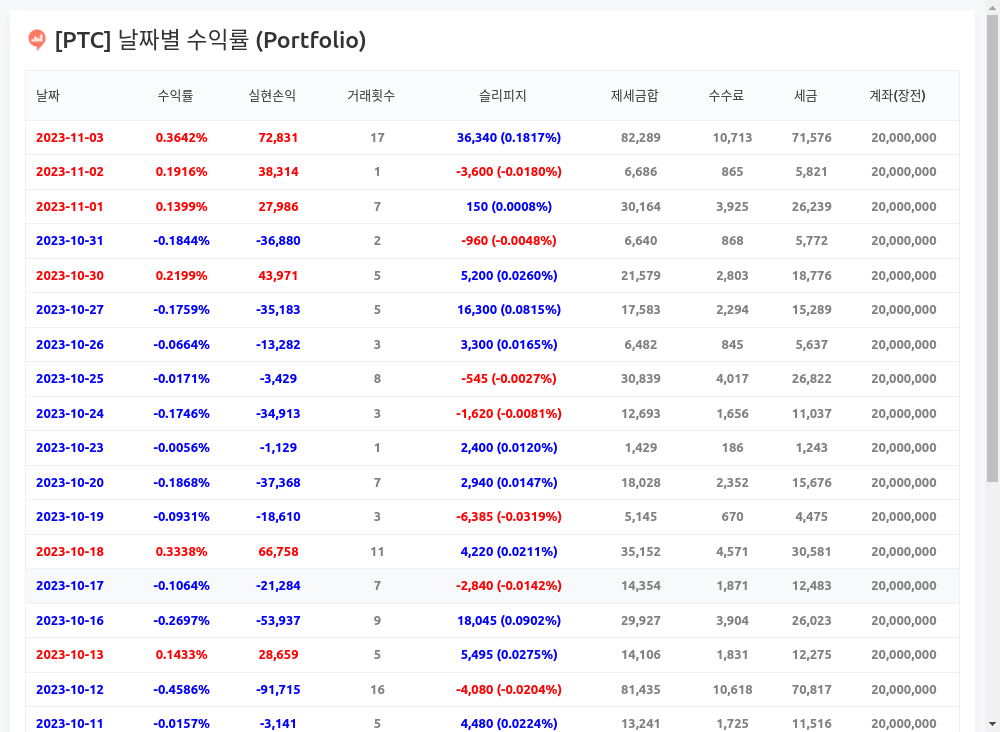 [PTC] 날짜별 수익률 (Portfolio)
날짜 수익률 실현손익 거래횟수 슬리피지 제세금합 수수료 세금 계좌(장전)
2023-11-03 0.3642% 72,831 17 36,340 (0.1817%) 82,289 10,713 71,576 20,000,000
2023-11-02 0.1916% 38,314 1 -3,600 (-0.0180%) 6,686 865 5,821 20,000,000
2023-11-01 0.1399% 27,986 7 150 (0.0008%) 30,164 3,925 26,239 20,000,000
2023-10-31 -0.1844% -36,880 2 -960 (-0.0048%) 6,640 868 5,772 20,000,000
2023-10-30 0.2199% 43,971 5 5,200 (0.0260%) 21,579 2,803 18,776 20,000,000
2023-10-27 -0.1759% -35,183 5 16,300 (0.0815%) 17,583 2,294 15,289 20,000,000
2023-10-26 -0.0664% -13,282 3 3,300 (0.0165%) 6,482 845 5,637 20,000,000
2023-10-25 -0.0171% -3,429 8 -545 (-0.0027%) 30,839 4,017 26,822 20,000,000
2023-10-24 -0.1746% -34,913 3 -1,620 (-0.0081%) 12,693 1,656 11,037 20,000,000
2023-10-23 -0.0056% -1,129 1 2,400 (0.0120%) 1,429 186 1,243 20,000,000
2023-10-20 -0.1868% -37,368 7 2,940 (0.0147%) 18,028 2,352 15,676 20,000,000
2023-10-19 -0.0931% -18,610 3 -6,385 (-0.0319%) 5,145 670 4,475 20,000,000
2023-10-18 0.3338% 66,758 11 4,220 (0.0211%) 35,152 4,571 30,581 20,000,000
2023-10-17 -0.1064% -21,284 7 -2,840 (-0.0142%) 14,354 1,871 12,483 20,000,000
2023-10-16 -0.2697% -53,937 9 18,045 (0.0902%) 29,927 3,904 26,023 20,000,000
2023-10-13 0.1433% 28,659 5 5,495 (0.0275%) 14,106 1,831 12,275 20,000,000
2023-10-12 -0.4586% -91,715 16 -4,080 (-0.0204%) 81,435 10,618 70,817 20,000,000
2023-10-11 -0.0157% -3,141 5 4,480 (0.0224%) 13,241 1,725 11,516 20,000,000